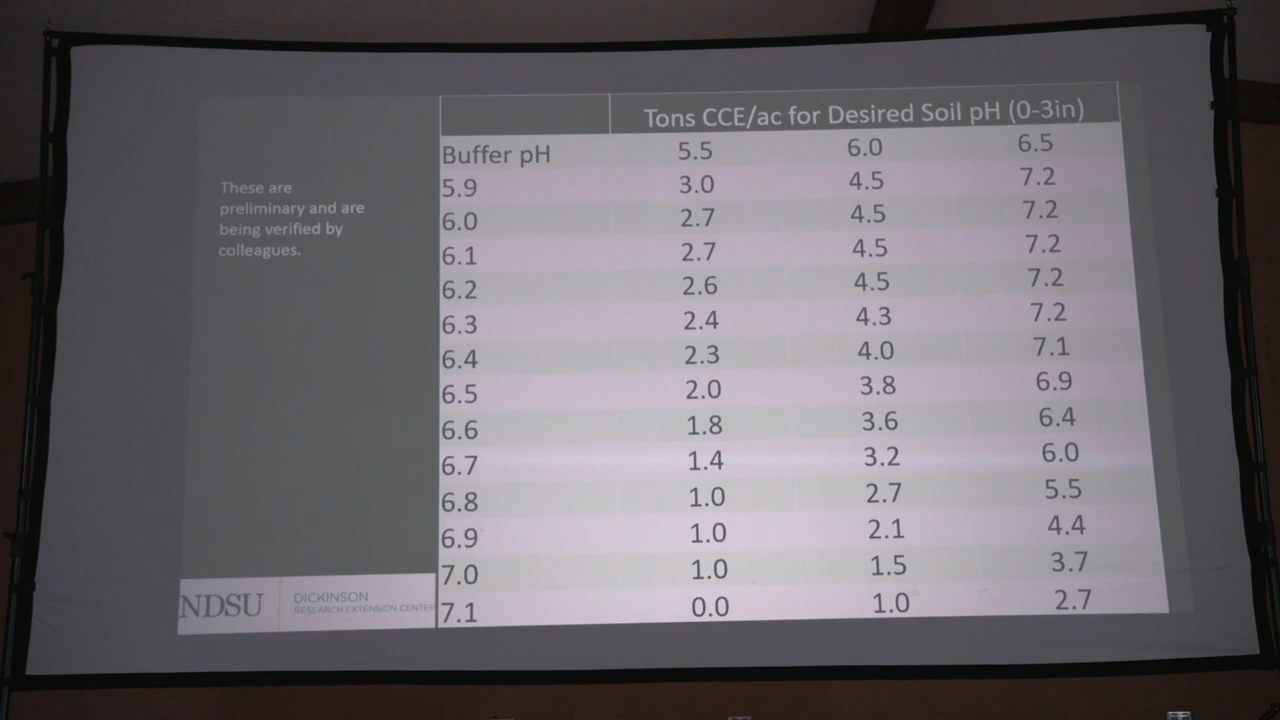 These are
preliminary and are
being verified by
colleagues.
Tons CCE/ac for Desired Soil pH (0-3in)
Buffer pH 5.5 6.0 6.5
5.9 3.0 4.5 7.2
6.0 2.7 4.5 7.2
6.1 2.7 4.5 7.2
6.2 2.6 4.5 7.2
6.3 2.4 4.3 7.2
6.4 2.3 4.0 7.1
6.5 2.0 3.8 6.9
6.6 1.8 3.6 6.4
6.7 1.4 3.2 6.0
6.8 1.0 2.7 5.5
6.9 1.0 2.1 4.4
7.0 1.0 1.5 3.7
7.1 0.0 1.0 2.7
NDSU
DICKINSON
RESEARCH EXTENSION CENTER